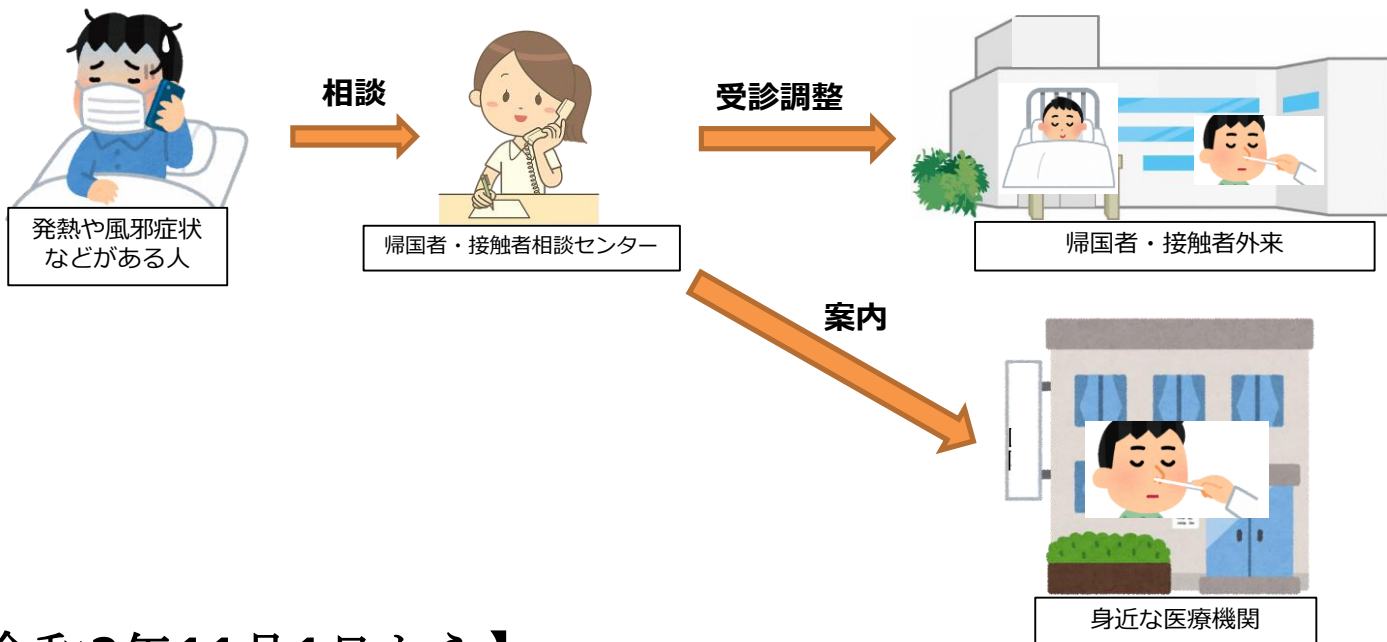 相談
受診調整
発熱や風邪症状
などがある人
帰国者・接触者相談センター
帰国者・接触者外来
案内
身近な医療機関